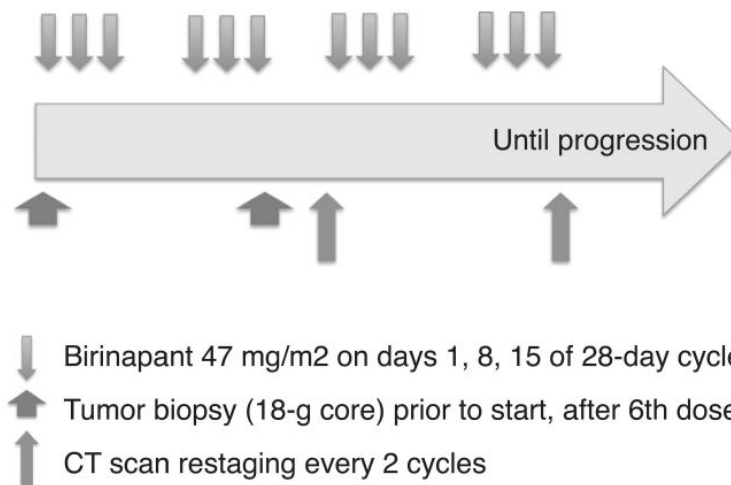 Until progression
Birinapant 47 mg/m2 on days 1, 8, 15 of 28-day cycle
Tumor biopsy (18-g core) prior to start, after 6th dose
CT scan restaging every 2 cycles